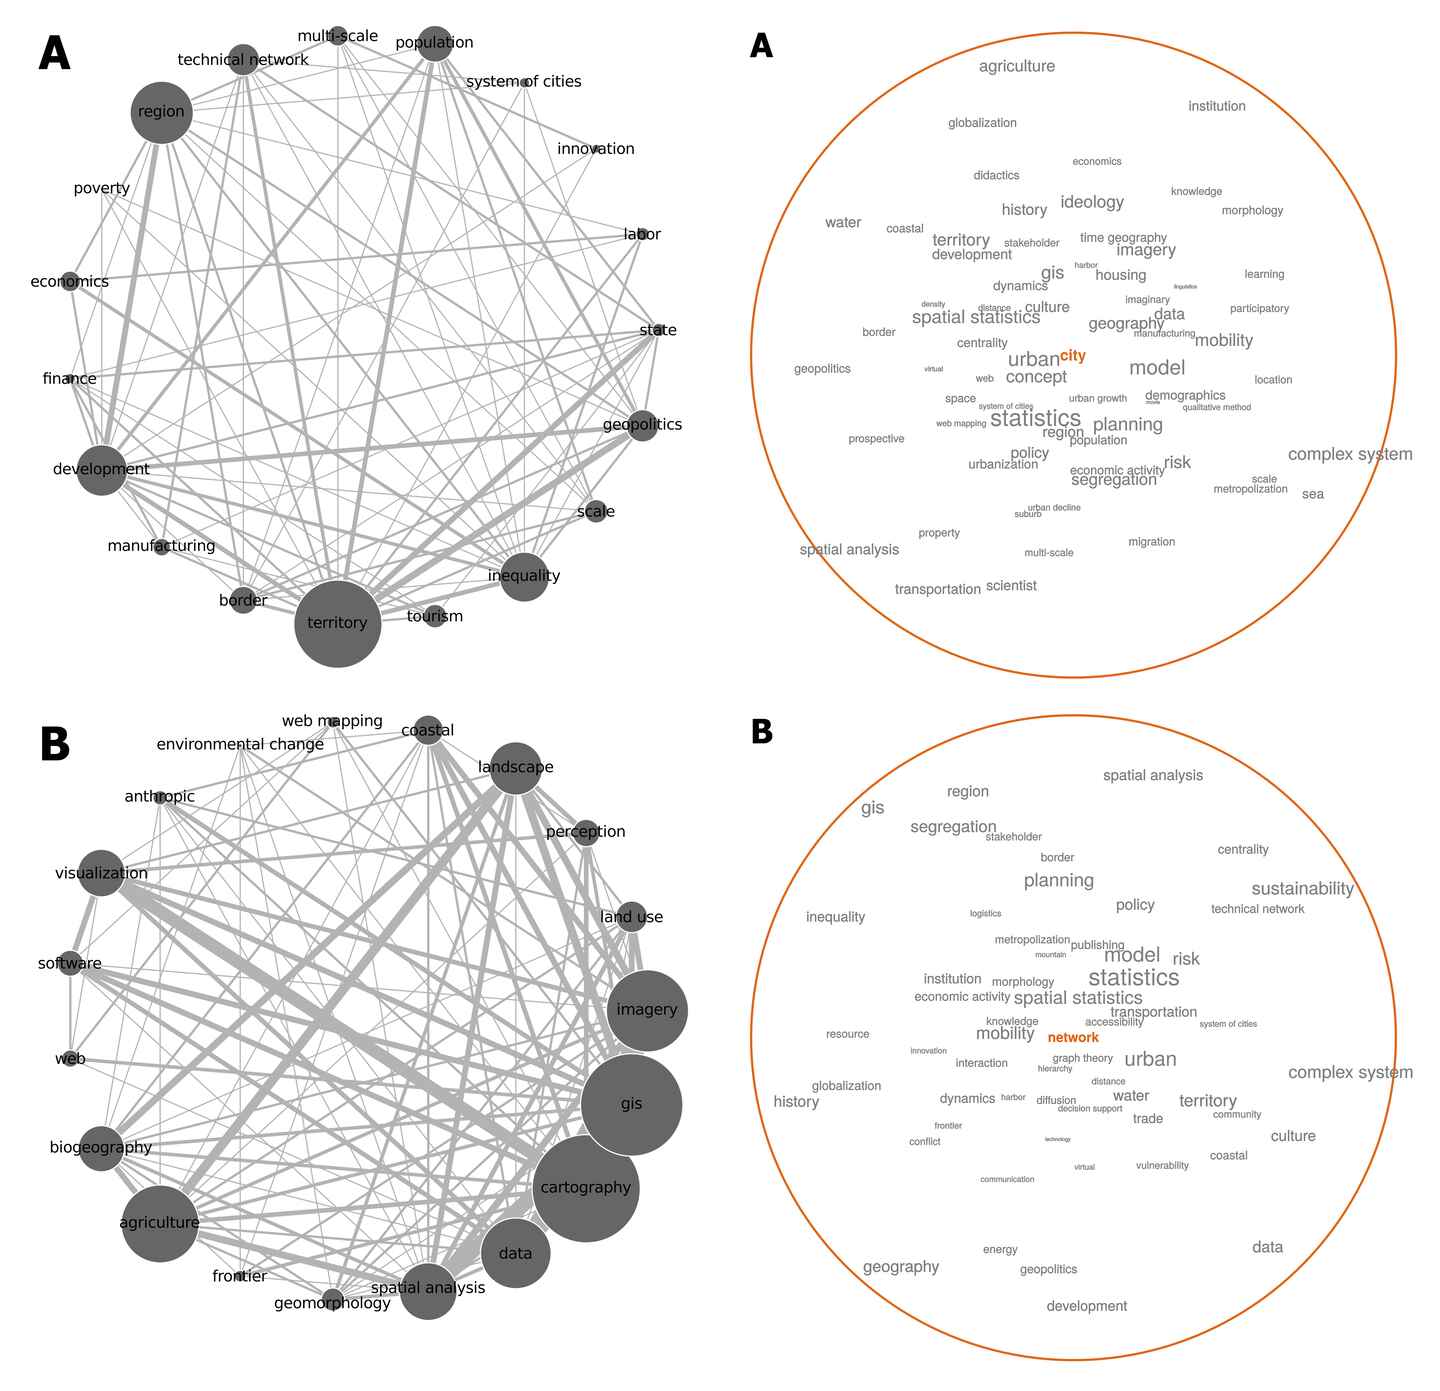 A
multi-scale
population
technical network
system of cities
region
innovation
poverty
labor
economics
state
finance
geopolitics
development
scale
manufacturing
inequality
border
tourism
territory
A
agriculture
institution
globalization
economics
didactics
knowledge
ideology
history
morphology
water
coastal
territory
stakeholder
time geography
development
imagery
gis
harbor
housing
learning
dynamics
linguistics
density
distance
culture
imaginary
data
participatory
spatial statistics
geography
border
manufacturing
centrality
mobility
urban
city
geopolitics
virtual
web
concept
model
location
space
system of cities
urban growth
movie
demographics
qualitative method
web mapping
statistics
planning
prospective
region
population
policy
urbanization
economic activity
risk
complex system
segregation
scale
metropolization
sea
urban decline
suburb
property
spatial analysis
multi-scale
migration
transportation
scientist
B
web mapping
coastal
environmental change
landscape
anthropic
perception
visualization
land use
software
imagery
web
gis
biogeography
cartography
agriculture
data
frontier
spatial analysis
geomorphology
B
spatial analysis
region
gis
segregation
stakeholder
centrality
border
planning
sustainability
policy
technical network
inequality
logistics
metropolization
publishing
mountain
model
risk
institution
morphology
statistics
economic activity
spatial statistics
transportation
knowledge
accessibility
system of cities
resource
mobility
network
innovation
interaction
graph theory
urban
hierarchy
complex system
globalization
distance
history
dynamics
harbor
diffusion
water
territory
decision support
trade
community
frontier
conflict
technology
culture
coastal
virtual
vulnerability
communication
energy
data
geography
geopolitics
development